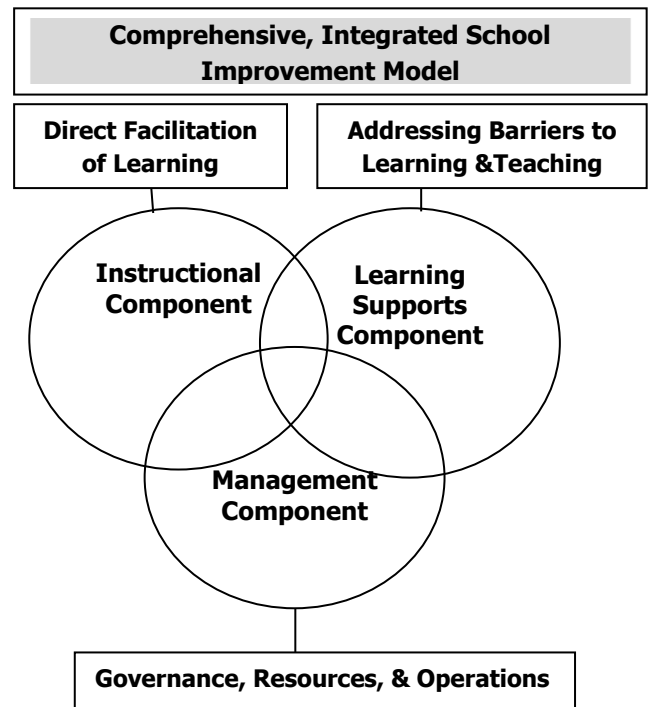 Comprehensive, Integrated School
Improvement Model
Direct Facilitation
of Learning
Addressing Barriers to
Learning &Teaching
Instructional
Component
Learning
Supports
Component
Management
Component
Governance, Resources, & Operations